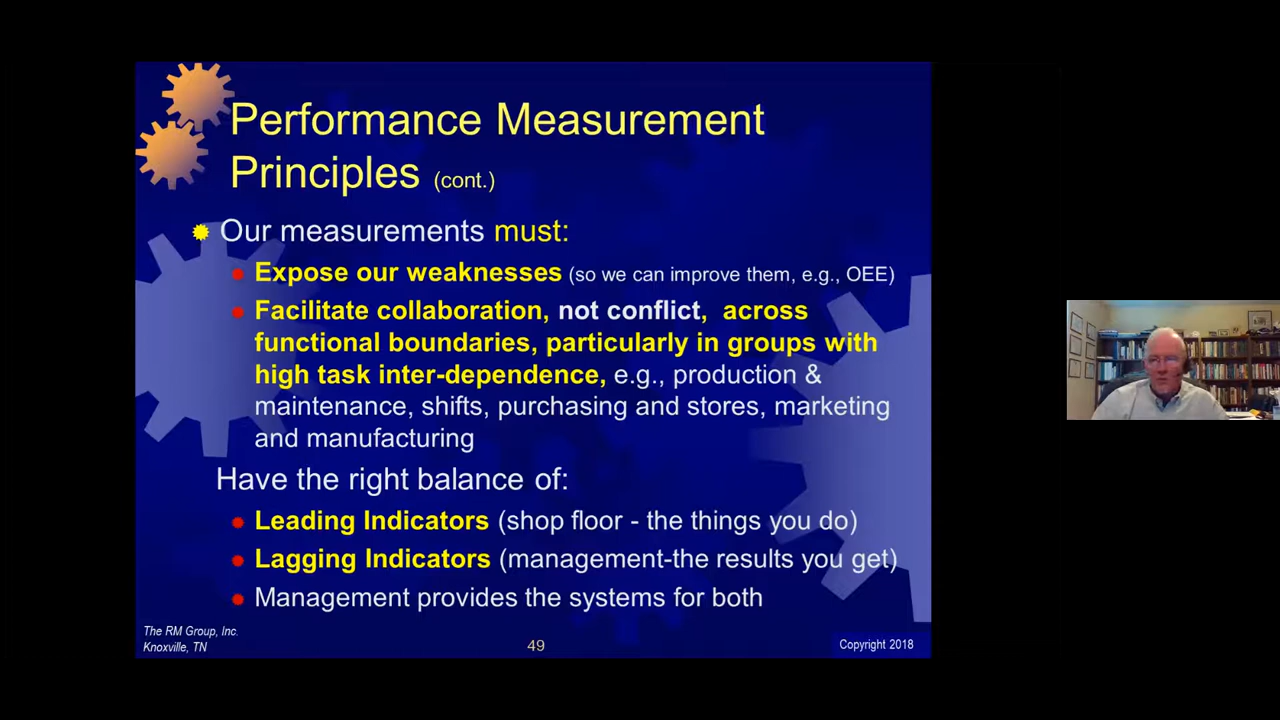 Performance Measurement
Principles (cont.)
Our measurements must:
Expose our weaknesses (so we can improve them, e.g., OEE)
Facilitate collaboration, not conflict, across
functional boundaries, particularly in groups with
high task inter-dependence, e.g., production &
maintenance, shifts, purchasing and stores, marketing
and manufacturing
Have the right balance of:
Leading Indicators (shop floor - the things you do)
Lagging Indicators (management-the results you get)
Management provides the systems for both
The RM Group, Inc.
Knoxville, TN
49
Copyright 2018